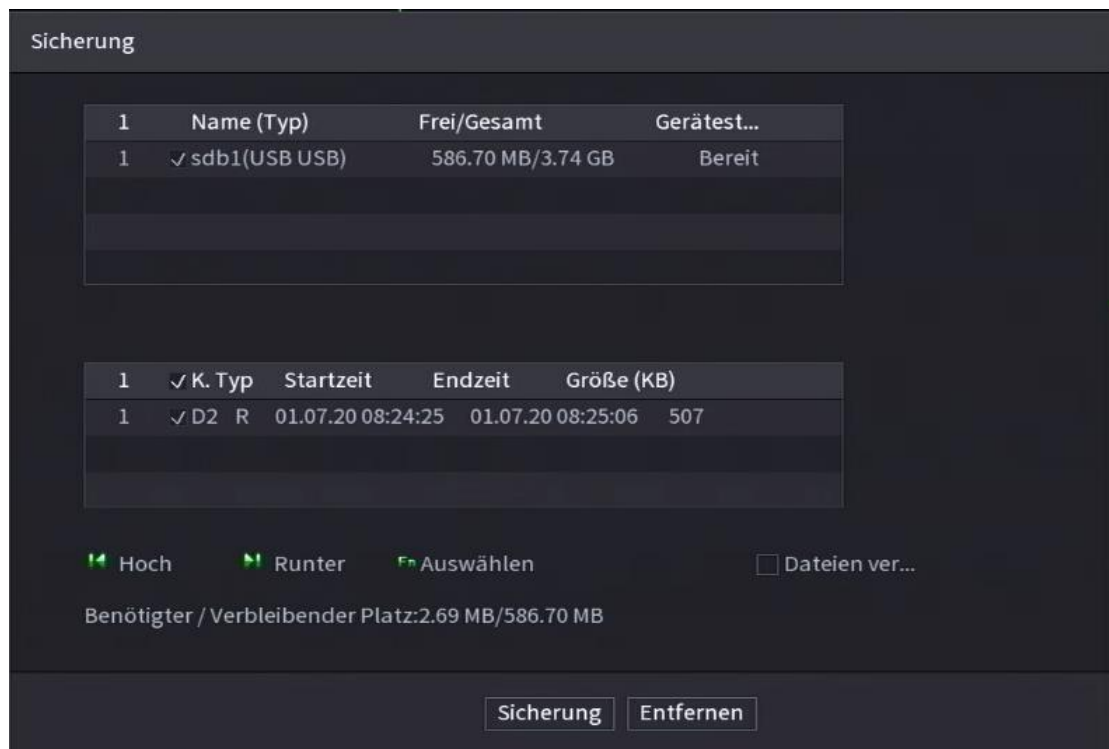 Sicherung
1 Name (Typ) Frei/Gesamt Gerätest...
1 sdb1(USB USB) 586.70 MB/3.74 GB Bereit
1 K. Typ Startzeit Endzeit Größe (KB)
1 D2 R 01.07.20 08:24:25 01.07.20 08:25:06 507
Hoch Runter Fn Auswählen Dateien ver...
Benötigter / Verbleibender Platz:2.69 MB/586.70 MB
Sicherung Entfernen